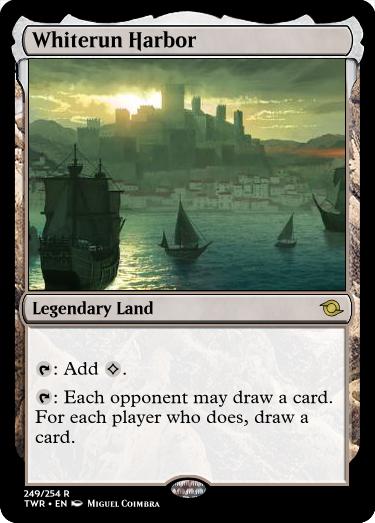 Whiterun Harbor
Legendary Land
: Add .
: Each opponent may draw a card.
For each player who does, draw a
card.
249/254 R
TWR • EN Miguel Coimbra